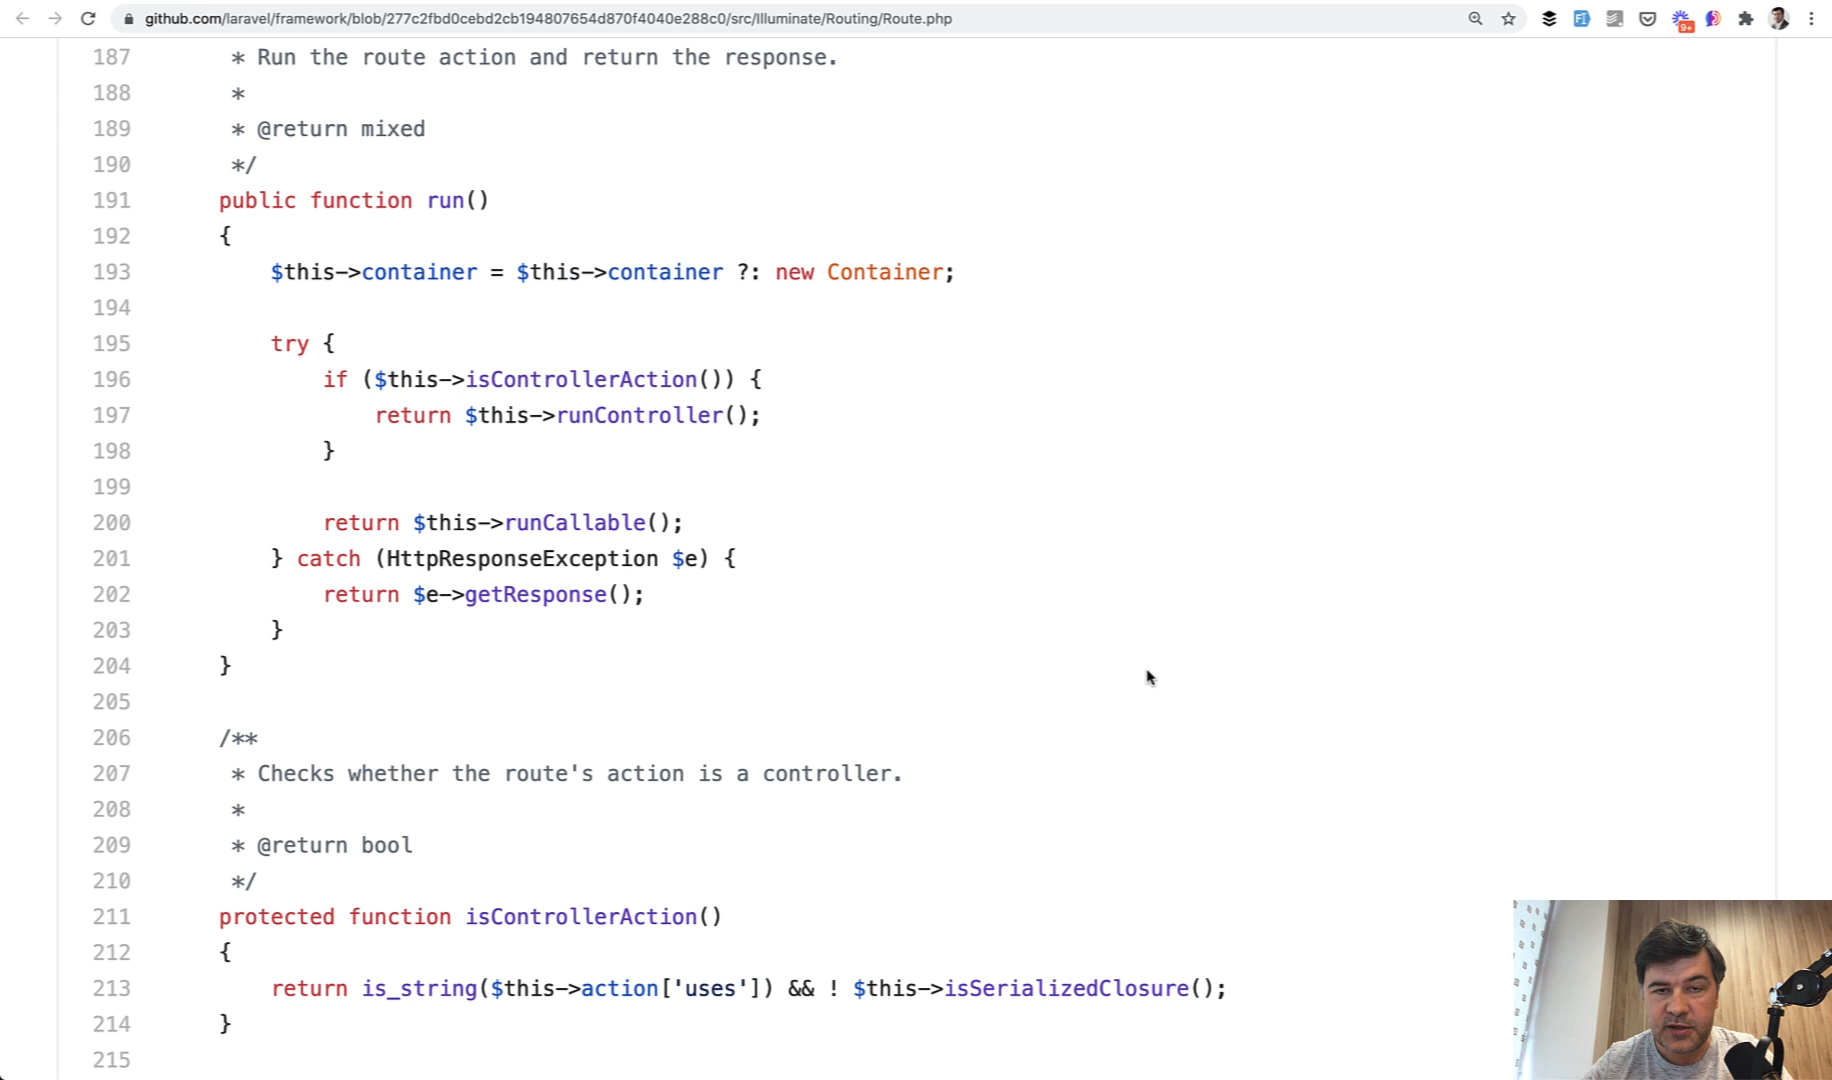 github.com/laravel/framework/blob/277c2fbd0cebd2cb194807654d870f4040e288c0/src/Illuminate/Routing/Route.php
9+
187 * Run the route action and return the response.
188 *
189 * @return mixed
190 */
191 public function run()
192 {
193 $this->container = $this->container ?: new Container;
194
195 try {
196 if ($this->isControllerAction()) {
197 return $this->runController();
198 }
199
200 return $this->runCallable();
201 } catch (HttpResponseException $e) {
202 return $e->getResponse();
203 }
204 }
205
206 /**
207 * Checks whether the route's action is a controller.
208 *
209 * @return bool
210 */
211 protected function isControllerAction()
212 {
213 return is_string($this->action['uses']) && ! $this->isSerializedClosure();
214 }
215